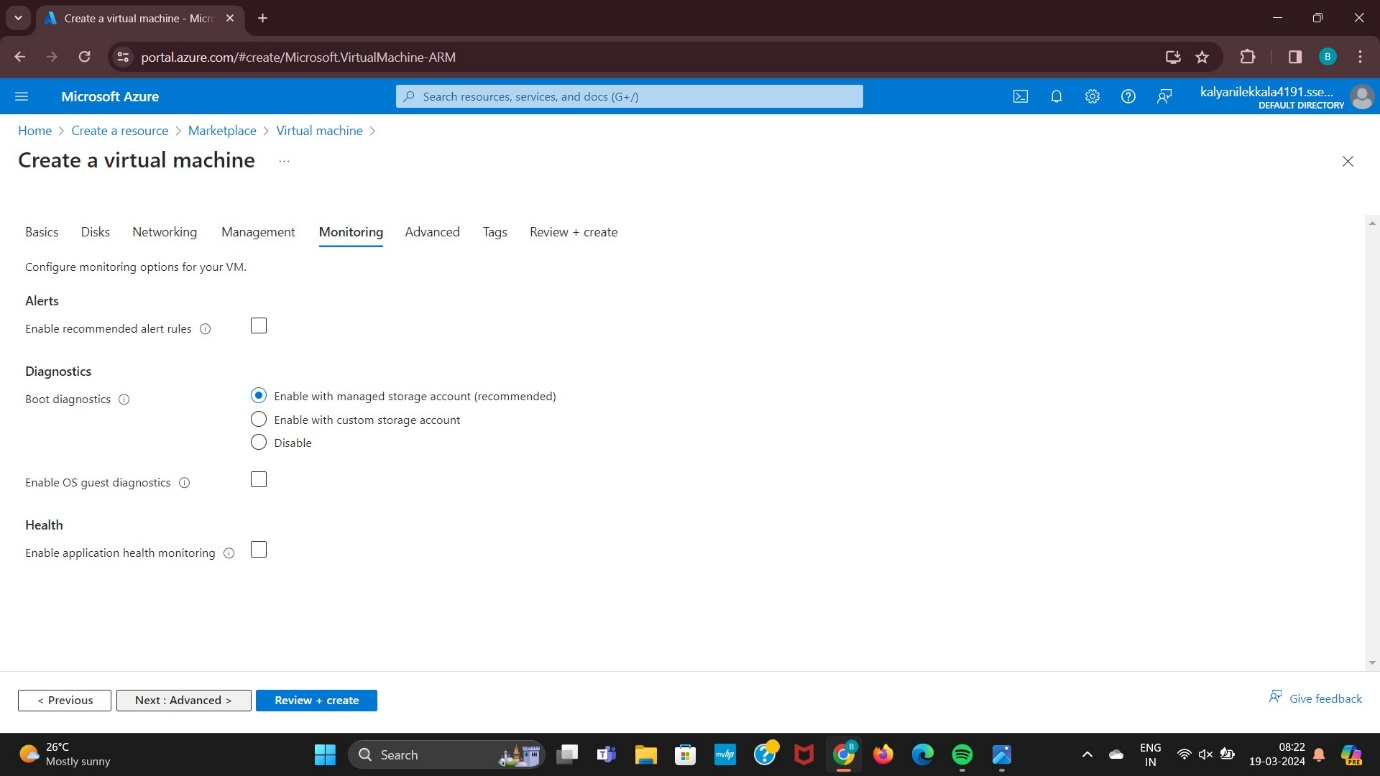 Create a virtual machine - Micr
portal.azure.com/#create/Microsoft.VirtualMachine-ARM
B
Microsoft Azure
Search resources, services, and docs (G+/)
kalyanilekkala4191.sse...
DEFAULT DIRECTORY
Home > Create a resource > Marketplace > Virtual machine >
Create a virtual machine ...
Basics Disks Networking Management Monitoring Advanced Tags Review + create
Configure monitoring options for your VM.
Alerts
Enable recommended alert rules
Diagnostics
Boot diagnostics
Enable with managed storage account (recommended)
Enable with custom storage account
Disable
Enable OS guest diagnostics
Health
Enable application health monitoring
< Previous
Next : Advanced >
Review + create
Give feedback
26°C
Mostly sunny
Search
ENG
IN
08:22
19-03-2024